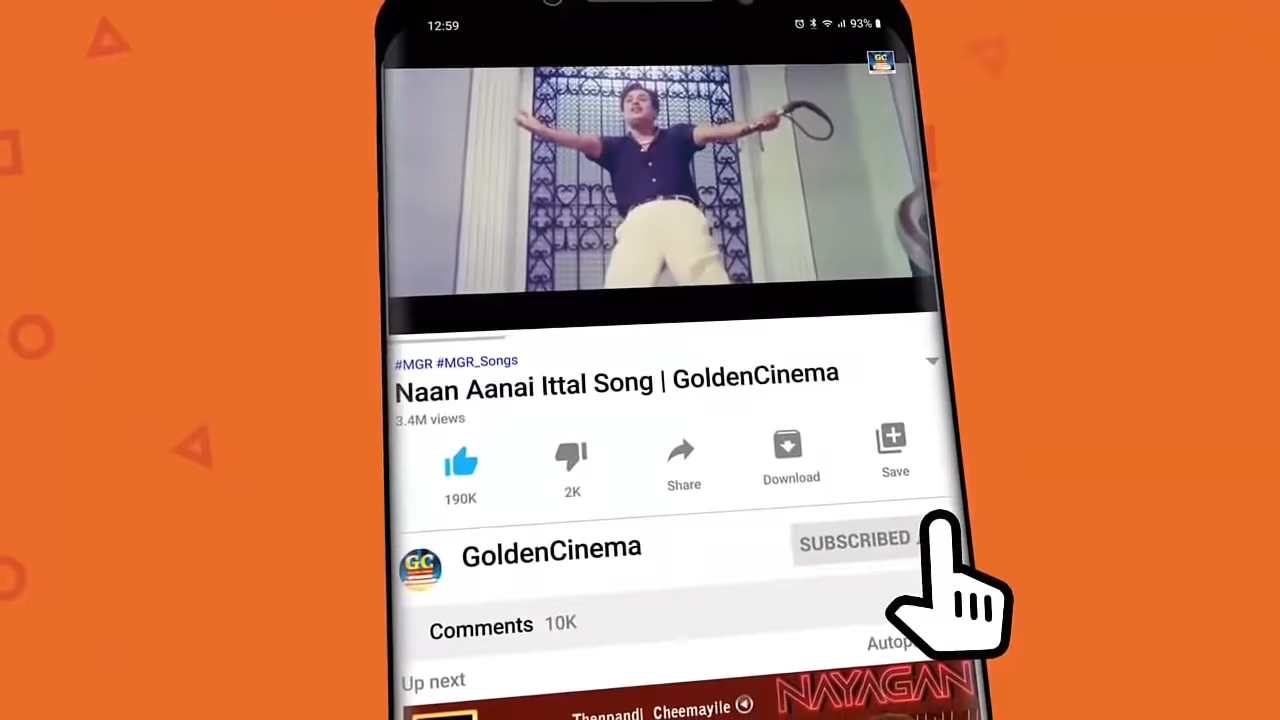 12:59
93%
GC
#MGR #MGR_Songs
Naan Aanai Ittal Song | GoldenCinema
3.4M views
190K
2K
Share
Download
Save
GC
GoldenCinema
SUBSCRIBED
Comments 10K
Autop
Up next
Thenpandi Cheemayile
NAYAGAN